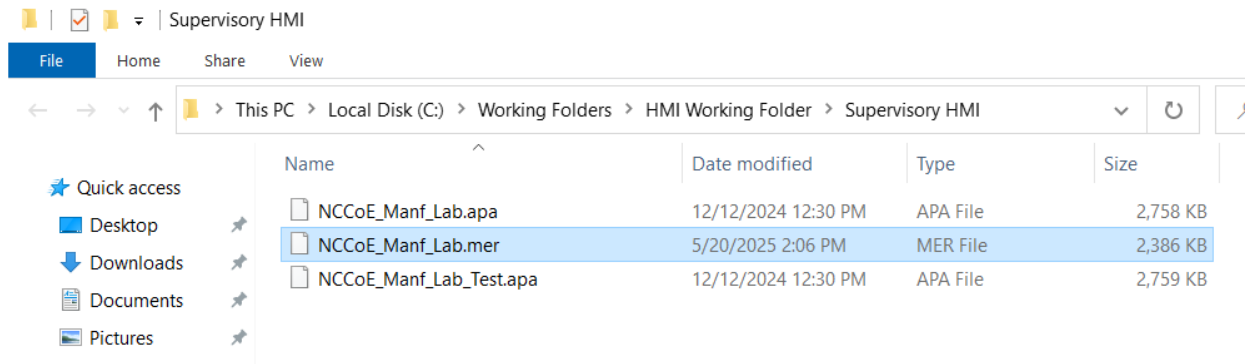 Supervisory HMI
File Home Share View
This PC > Local Disk (C:) > Working Folders > HMI Working Folder > Supervisory HMI
Name Date modified Type Size
Quick access
NCCoE_Manf_Lab.apa 12/12/2024 12:30 PM APA File 2,758 KB
Desktop
NCCoE_Manf_Lab.mer 5/20/2025 2:06 PM MER File 2,386 KB
Downloads
NCCoE_Manf_Lab_Test.apa 12/12/2024 12:30 PM APA File 2,759 KB
Documents
Pictures